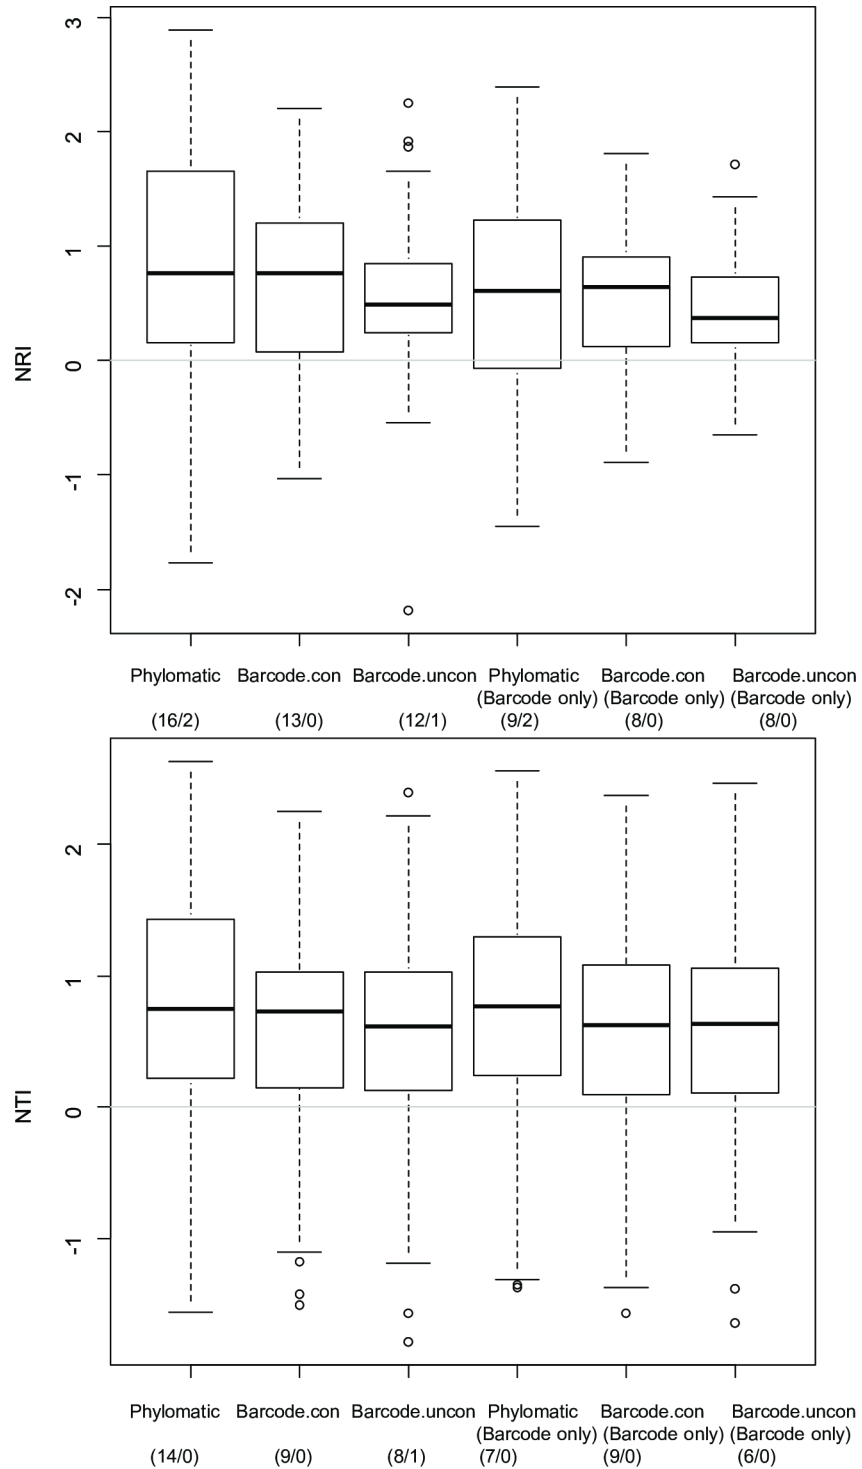 3
2
1
0
-1
-2
NRI
Phylomatic Barcode.con Barcode.uncon Phylomatic Barcode.con Barcode.uncon
(Barcode only) (Barcode only) (Barcode only)
(16/2) (13/0) (12/1) (9/2) (8/0) (8/0)
2
1
0
-1
NTI
Phylomatic Barcode.con Barcode.uncon Phylomatic Barcode.con Barcode.uncon
(Barcode only) (Barcode only) (Barcode only)
(14/0) (9/0) (8/1) (7/0) (9/0) (6/0)